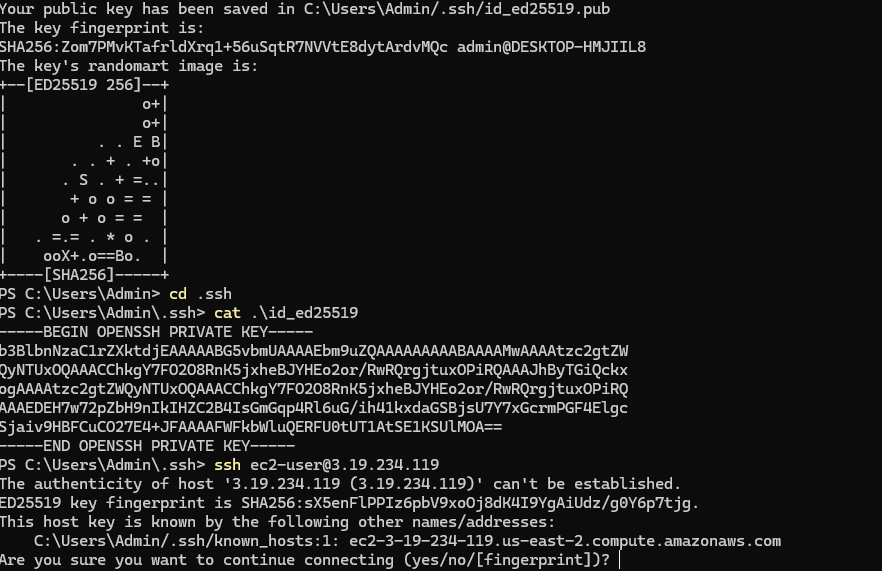 Your public key has been saved in C:\Users\Admin/.ssh/id_ed25519.pub
The key fingerprint is:
SHA256:Zom7PMvKTafrldXrq1+56uSqtR7NVVtE8dytArdvMQc admin@DESKTOP-HMJIIL8
The key's randomart image is:
+--[ED25519 256]--+
|               o+|
|               o+|
|          . . E B|
|       . . + . +o|
|      . S . + =..|
|       + o o = = |
|      o + o = =  |
|   . =.= . * o . |
|    ooX+.o==Bo.  |
+----[SHA256]-----+
PS C:\Users\Admin> cd .ssh
PS C:\Users\Admin\.ssh> cat .\id_ed25519
-----BEGIN OPENSSH PRIVATE KEY-----
b3BlbnNzaC1rZXktdjEAAAAABG5vbmUAAAAEbm9uZQAAAAAAAAABAAAAMwAAAAtzc2gtZW
QyNTUxOQAAACChkgY7FO2O8RnK5jxheBJYHEo2or/RwRQrgjtuxOPiRQAAAJhByTGiQckx
ogAAAAtzc2gtZWQyNTUxOQAAACChkgY7FO2O8RnK5jxheBJYHEo2or/RwRQrgjtuxOPiRQ
AAAEDEH7w72pZbH9nIkIHZC2B4IsGmGqp4Rl6uG/ih41kxdaGSBjsU7Y7xGcrmPGF4Elgc
Sjaiv9HBFCuCO27E4+JFAAAAFWFkbWluQERFU0tUT1AtSE1KSUlMOA==
-----END OPENSSH PRIVATE KEY-----
PS C:\Users\Admin\.ssh> ssh ec2-user@3.19.234.119
The authenticity of host '3.19.234.119 (3.19.234.119)' can't be established.
ED25519 key fingerprint is SHA256:sX5enFlPPIz6pbV9xoOj8dK4I9YgAiUdz/g0Y6p7tjg.
This host key is known by the following other names/addresses:
    C:\Users\Admin/.ssh/known_hosts:1: ec2-3-19-234-119.us-east-2.compute.amazonaws.com
Are you sure you want to continue connecting (yes/no/[fingerprint])?